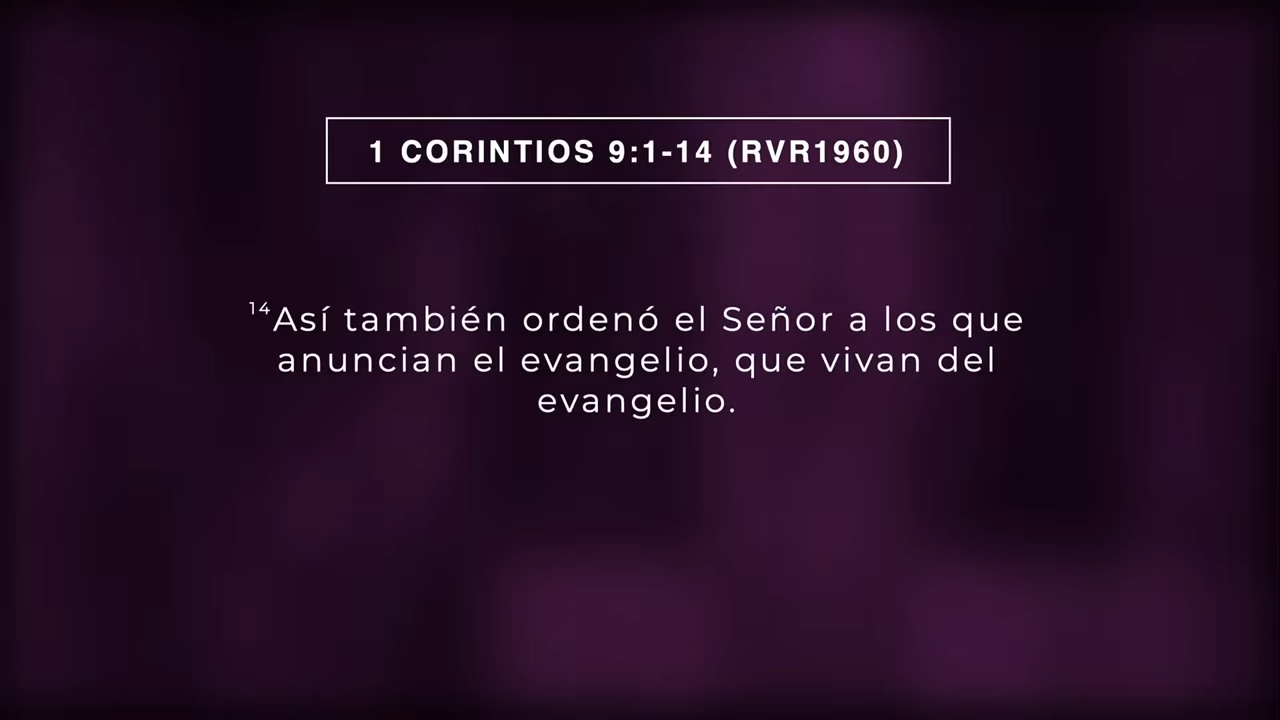 1 CORINTIOS 9:1-14 (RVR1960)
¹⁴Así también ordenó el Señor a los que
anuncian el evangelio, que vivan del
evangelio.